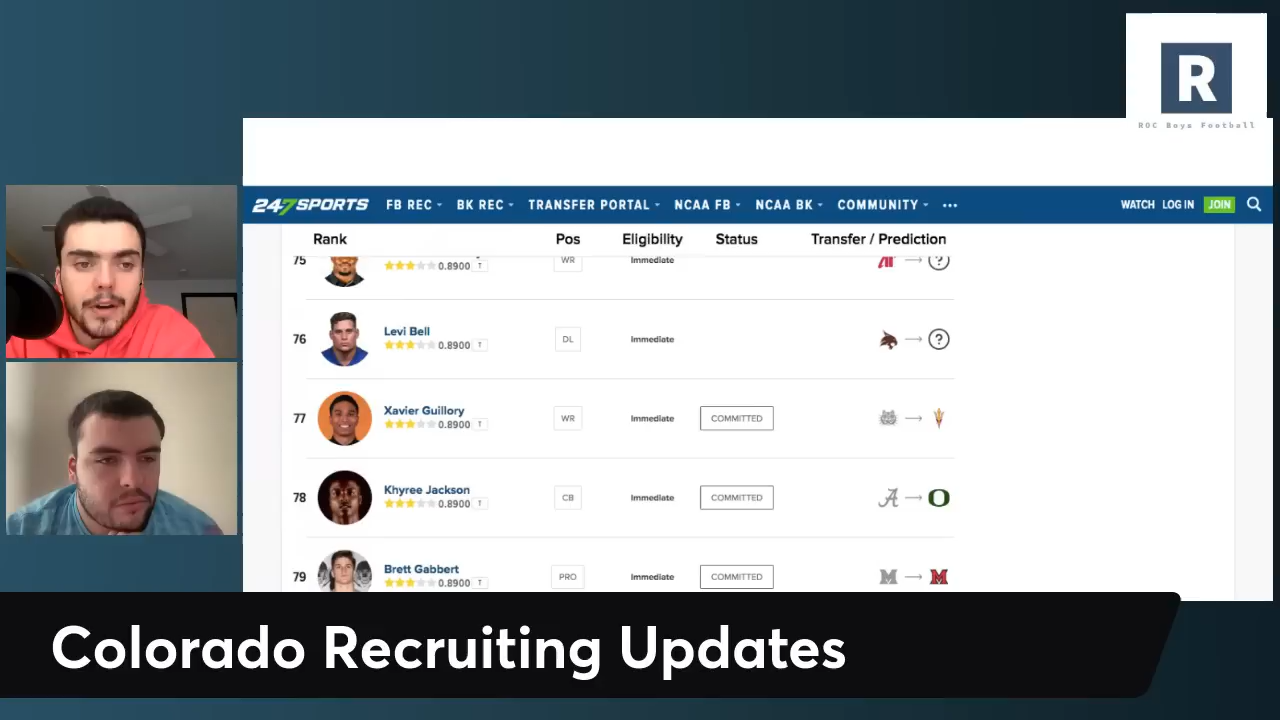 R
ROC Boys Football
247SPORTS FB REC BK REC TRANSFER PORTAL NCAA FB NCAA BK COMMUNITY ••• WATCH LOG IN JOIN
Rank Pos Eligibility Status Transfer / Prediction
75 0.8900 WR Immediate ?
76 Levi Bell 0.8900 DL Immediate ?
77 Xavier Guillory 0.8900 WR Immediate COMMITTED
78 Khyree Jackson 0.8900 CB Immediate COMMITTED A O
79 Brett Gabbert 0.8900 PRO Immediate COMMITTED M M
Colorado Recruiting Updates